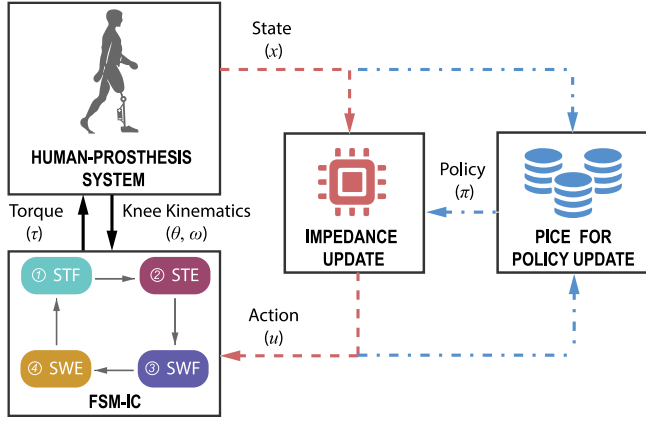 State
(x)
HUMAN-PROSTHESIS
SYSTEM
Torque
(τ)
Knee Kinematics
(θ, ω)
IMPEDANCE
UPDATE
Policy
(π)
PICE FOR
POLICY UPDATE
① STF
② STE
④ SWE
③ SWF
FSM-IC
Action
(u)